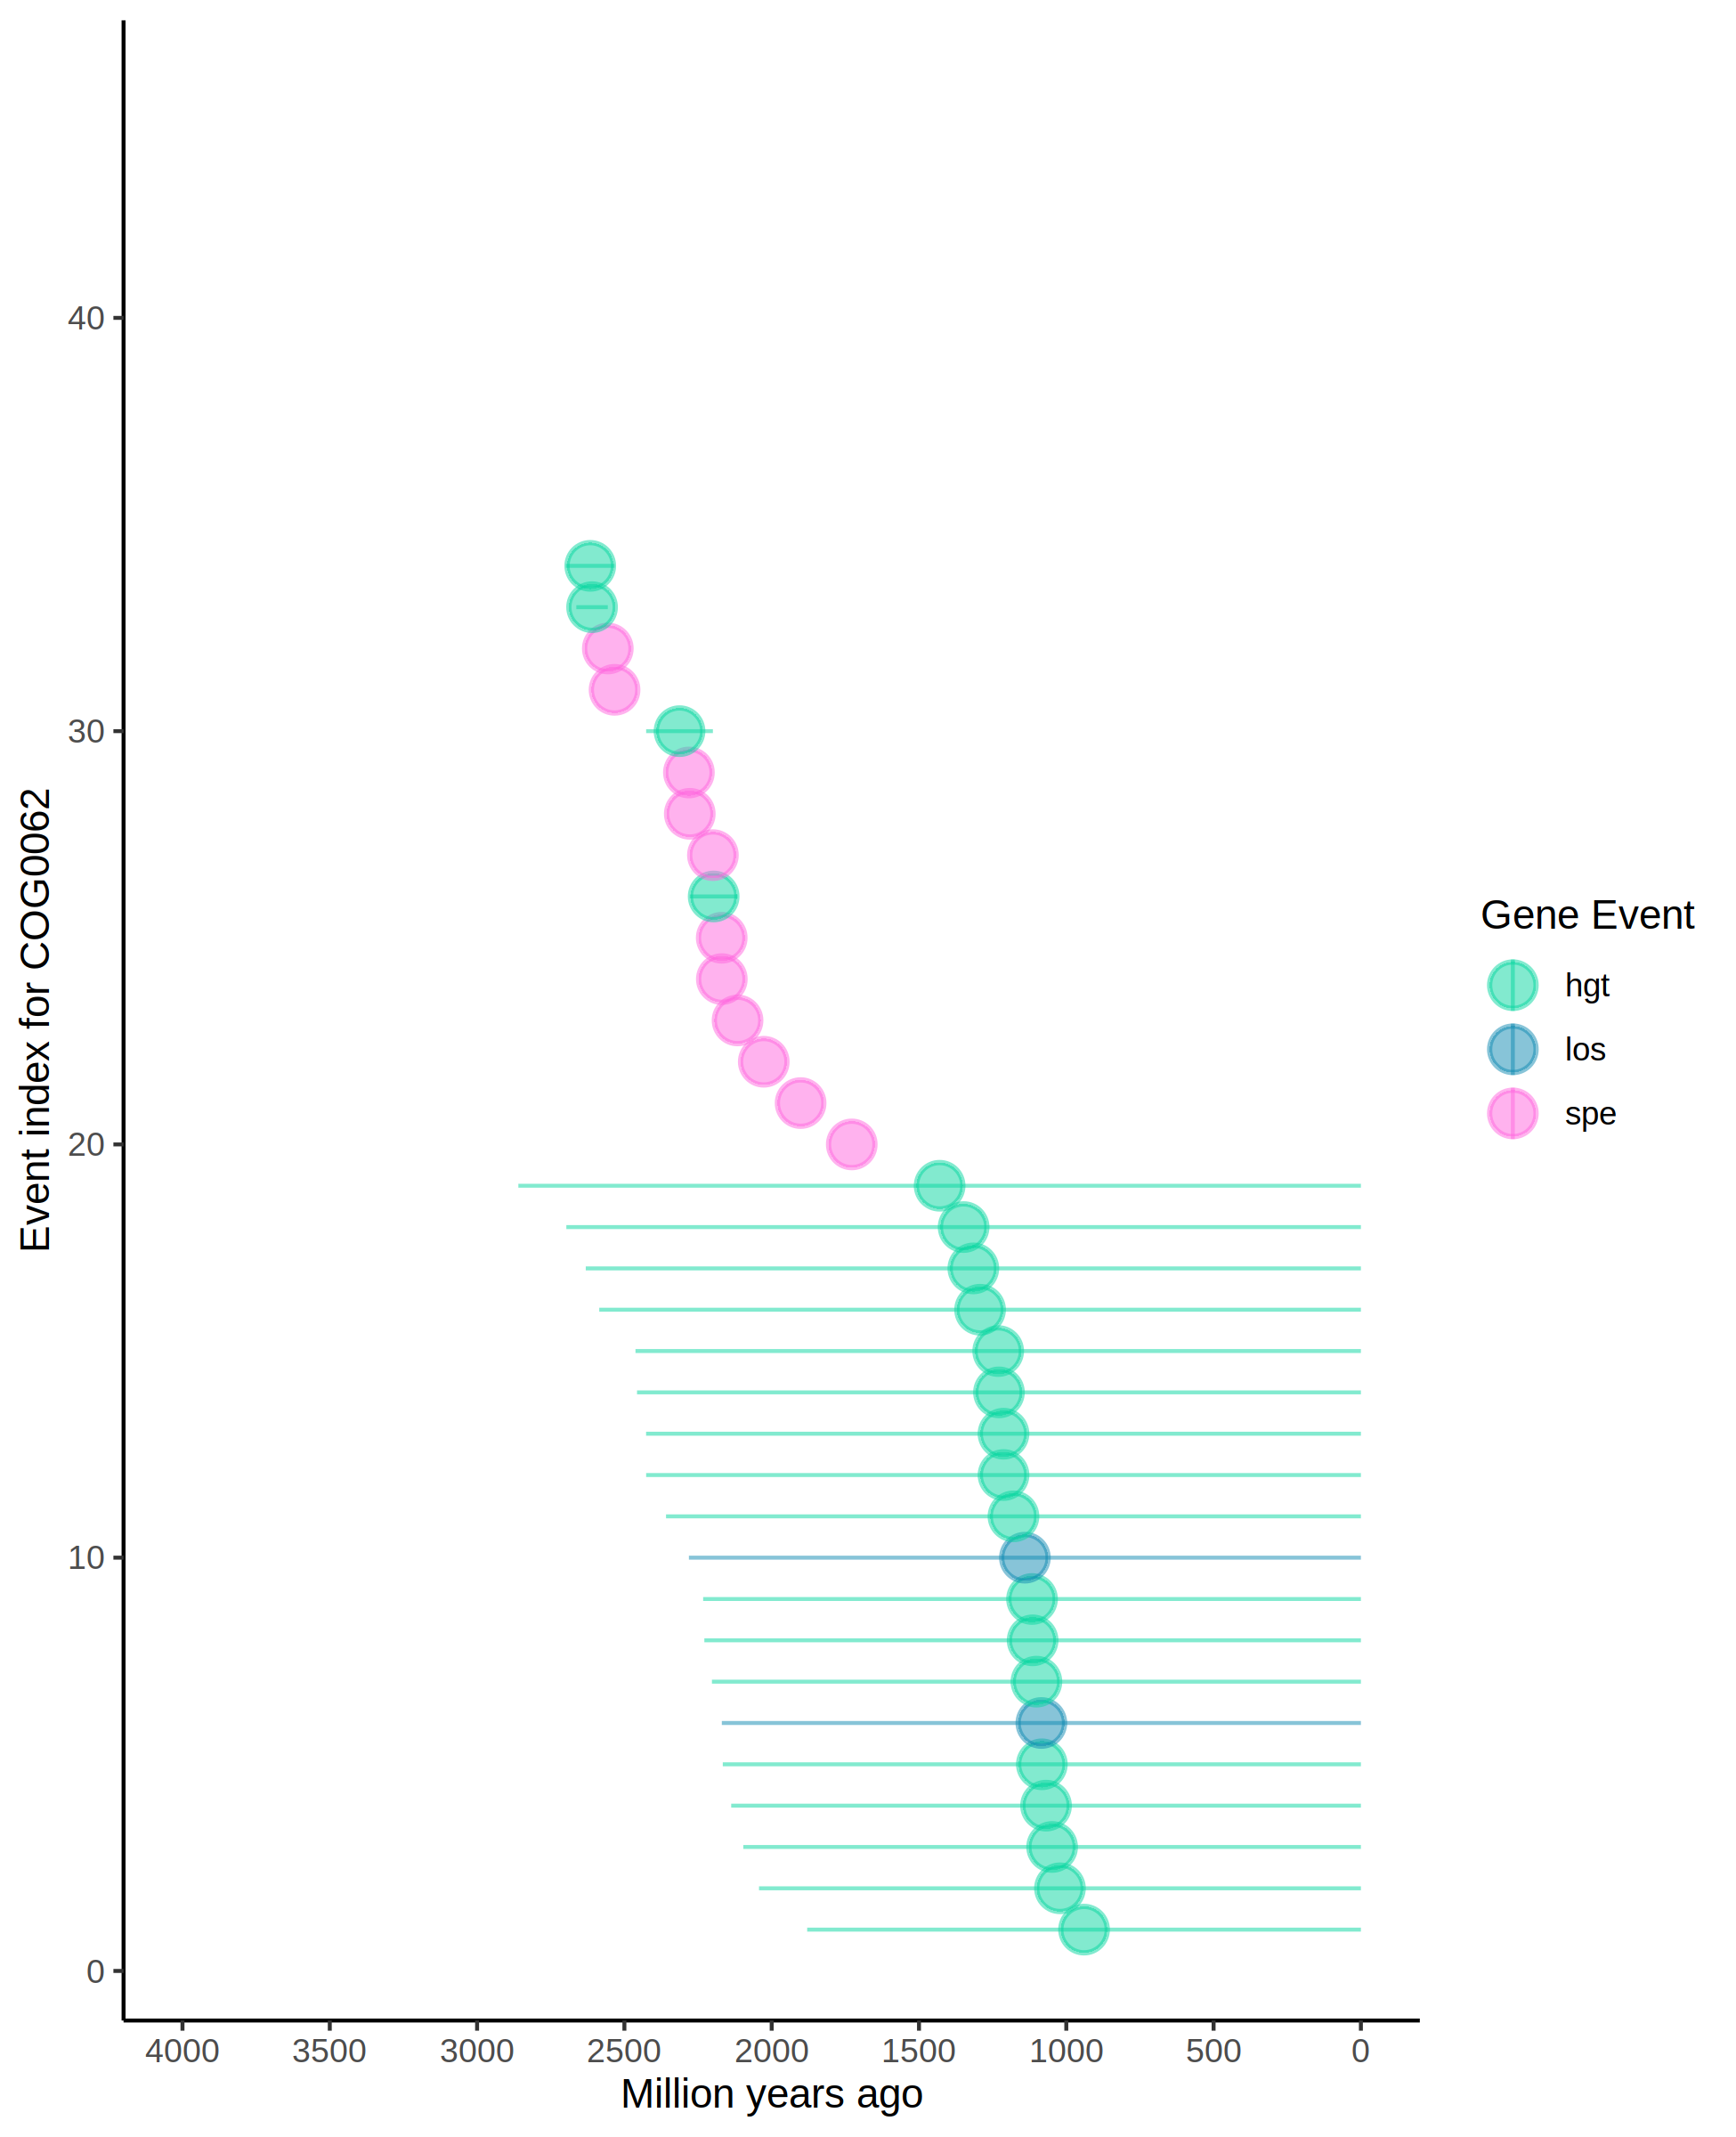 40
30
20
10
0
Event index for COG0062
4000 3500 3000 2500 2000 1500 1000 500 0
Million years ago
Gene Event
hgt
los
spe